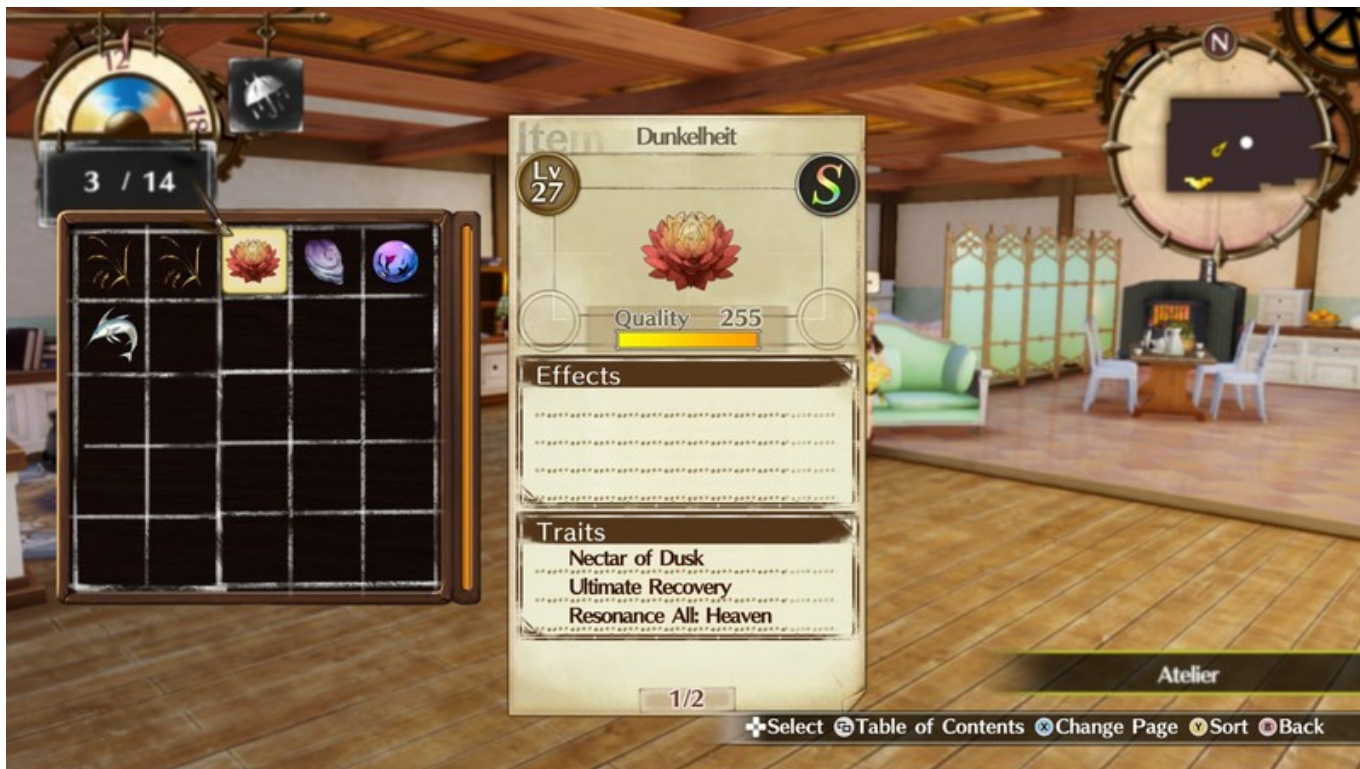 12
18
3 / 14
N
Item
Dunkelheit
Lv
27
S
Quality 255
Effects
Traits
Nectar of Dusk
Ultimate Recovery
Resonance All: Heaven
1/2
Atelier
Select Table of Contents X Change Page Y Sort B Back